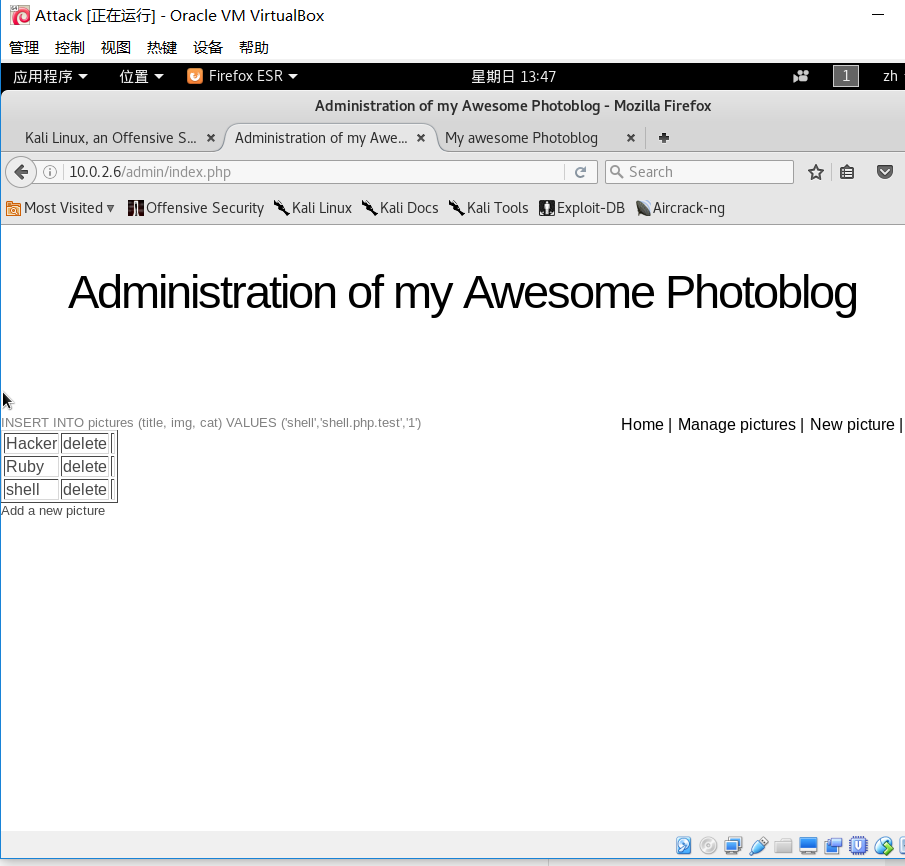 Attack [正在运行] - Oracle VM VirtualBox
管理 控制 视图 热键 设备 帮助
应用程序 位置 Firefox ESR 星期日 13:47 1 zh
Administration of my Awesome Photoblog - Mozilla Firefox
Kali Linux, an Offensive S... Administration of my Awe... My awesome Photoblog
10.0.2.6/admin/index.php Search
Most Visited Offensive Security Kali Linux Kali Docs Kali Tools Exploit-DB Aircrack-ng
Administration of my Awesome Photoblog
INSERT INTO pictures (title, img, cat) VALUES ('shell','shell.php.test','1')
Home | Manage pictures | New picture |
Hacker delete
Ruby delete
shell delete
Add a new picture